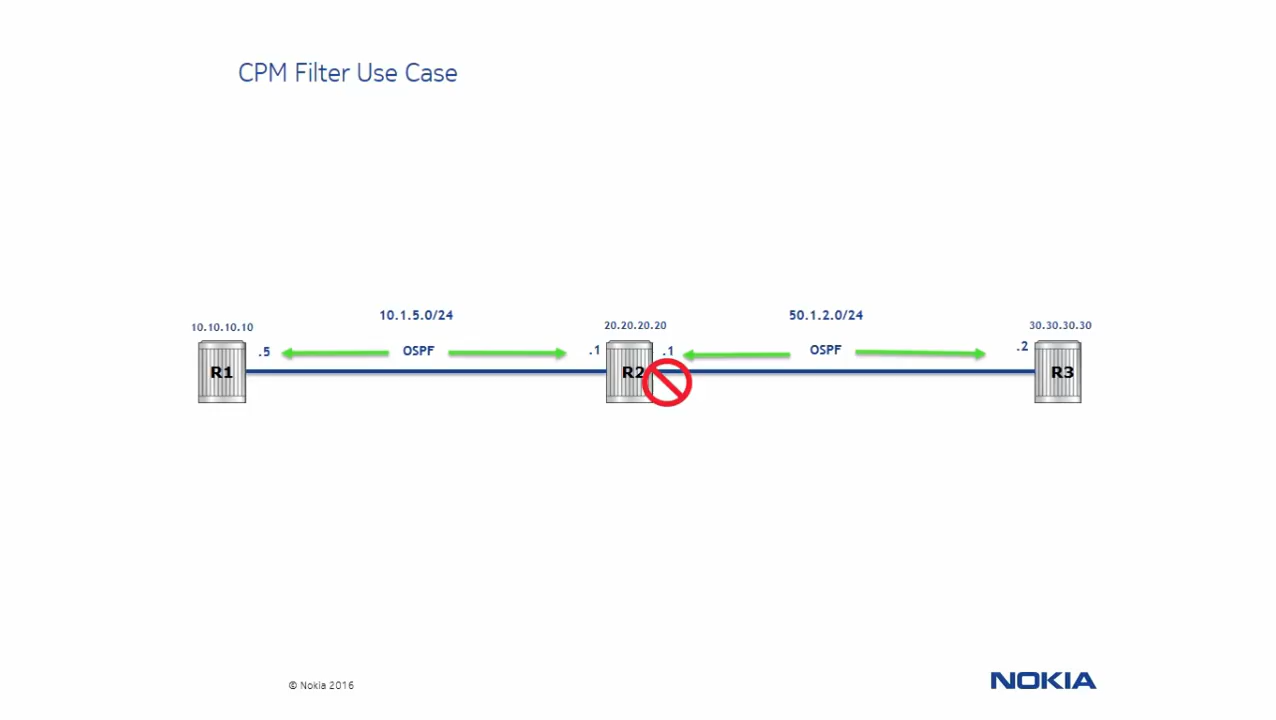 CPM Filter Use Case
10.1.5.0/24
50.1.2.0/24
10.10.10.10
20.20.20.20
30.30.30.30
.5
OSPF
.1
.1
OSPF
.2
R1
R2
R3
© Nokia 2016
NOKIA